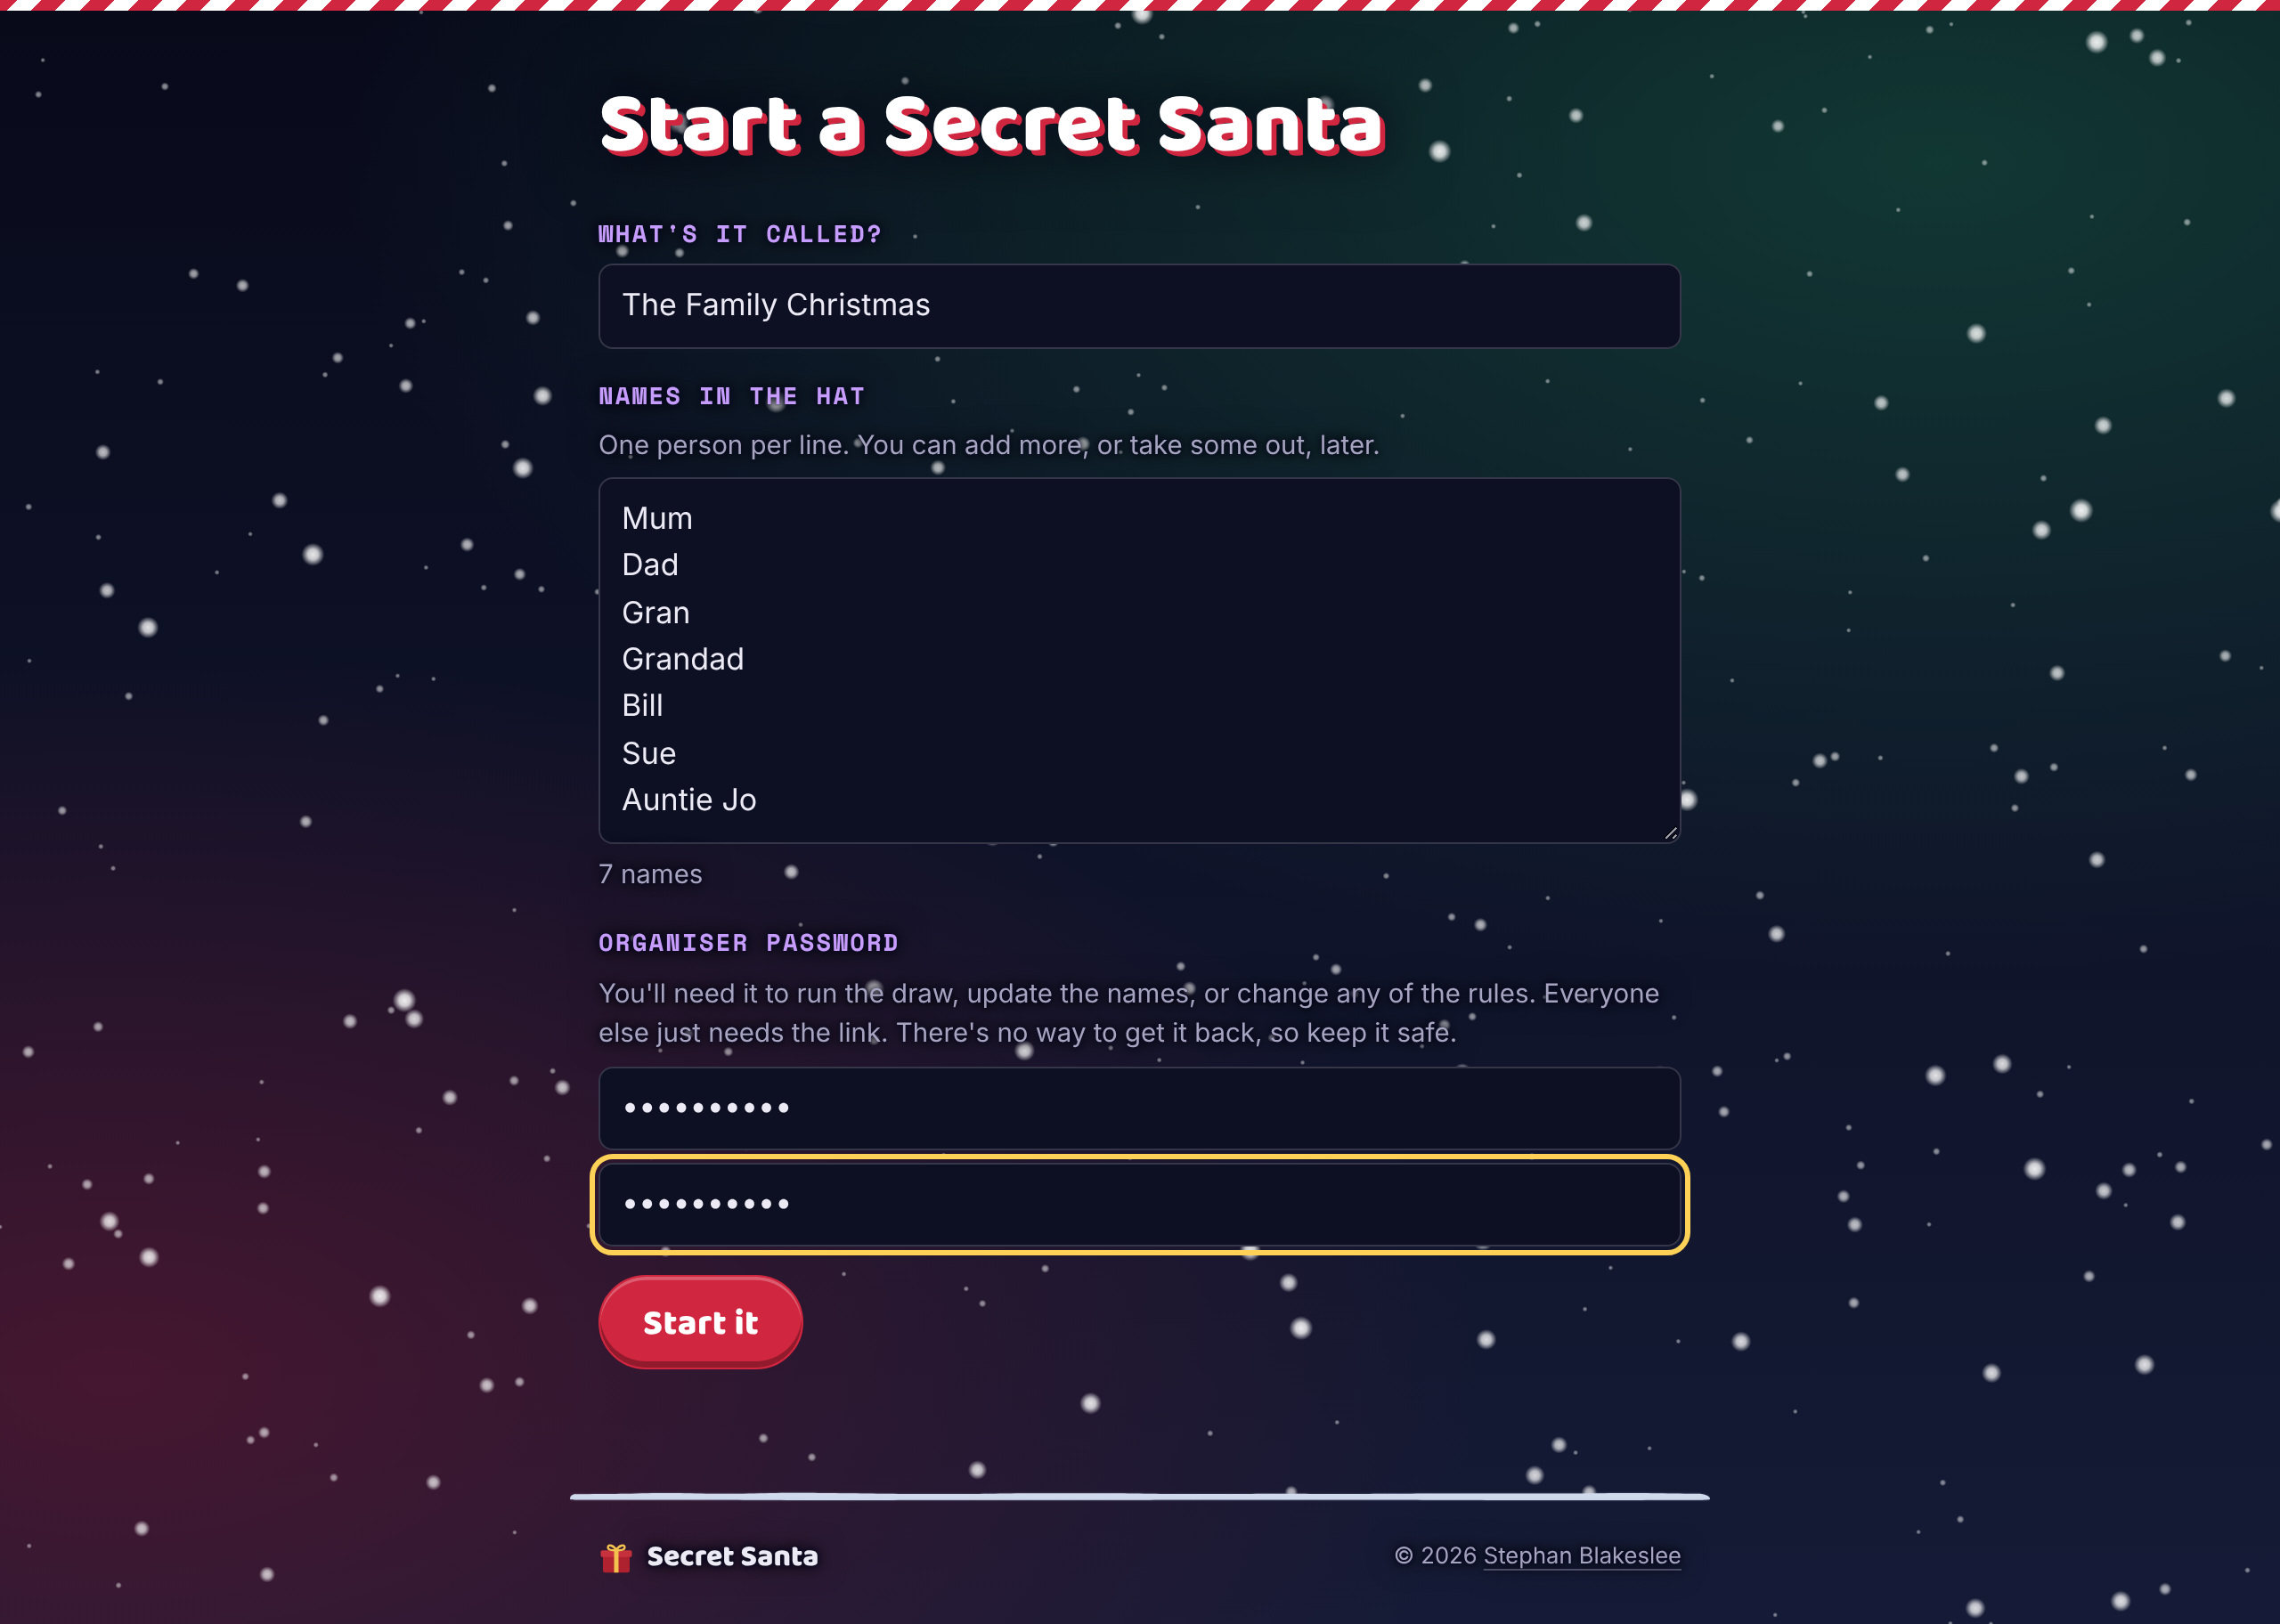 Start a Secret Santa
WHAT'S IT CALLED?
The Family Christmas
NAMES IN THE HAT
One person per line. You can add more, or take some out, later.
Mum
Dad
Gran
Grandad
Bill
Sue
Auntie Jo
7 names
ORGANISER PASSWORD
You'll need it to run the draw, update the names, or change any of the rules. Everyone
else just needs the link. There's no way to get it back, so keep it safe.
••••••••••
••••••••••
Start it
Secret Santa
© 2026 Stephan Blakeslee